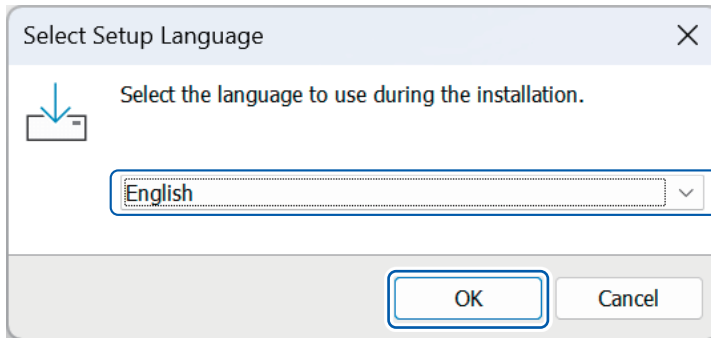 Select Setup Language
Select the language to use during the installation.
English
OK
Cancel